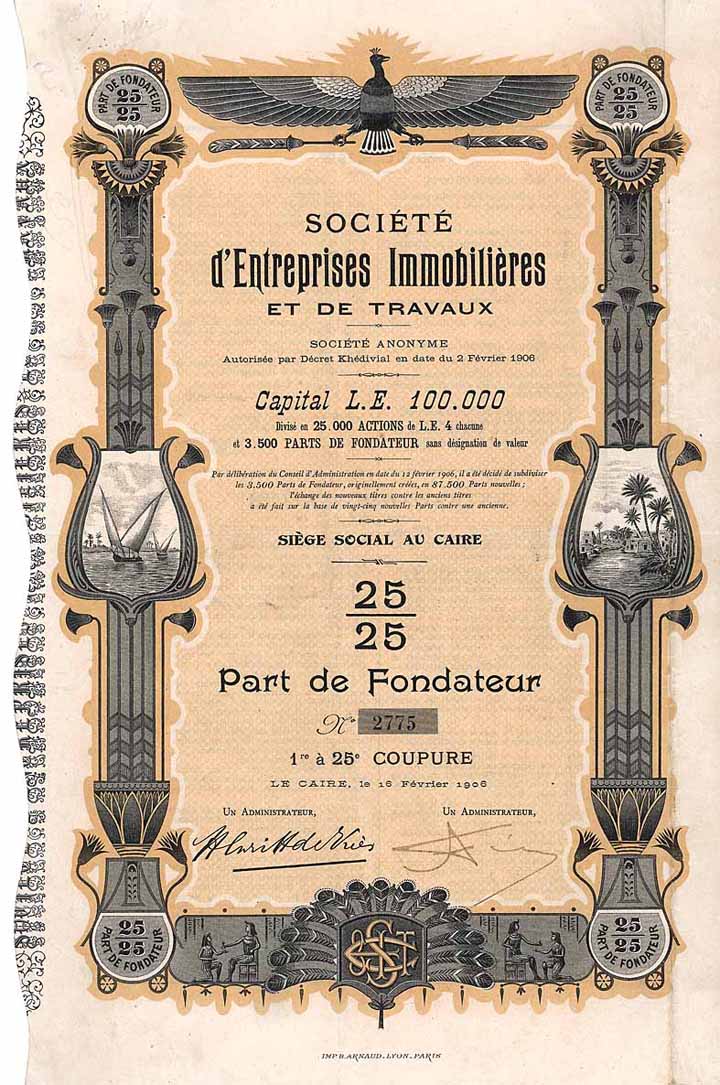 PART DE FONDATEUR
25
25
PART DE FONDATEUR
25
25
SOCIÉTÉ
d'Entreprises Immobilières
ET DE TRAVAUX
SOCIÉTÉ ANONYME
Autorisée par Décret Khédivial en date du 2 Février 1906
Capital L.E. 100.000
Divisé en 25.000 ACTIONS de L.E. 4 chacune
et 3.500 PARTS DE FONDATEUR sans désignation de valeur
Par délibération du Conseil d'Administration en date du 12 février 1906, il a été décidé de subdiviser
les 3.500 Parts de Fondateur, originellement créées, en 87.500 Parts nouvelles ;
l'échange des nouveaux titres contre les anciens titres
a été fait sur la base de vingt-cinq nouvelles Parts contre une ancienne.
SIÈGE SOCIAL AU CAIRE
25
25
Part de Fondateur
No 2775
1re à 25e COUPURE
LE CAIRE, le 16 Février 1906
UN ADMINISTRATEUR,
UN ADMINISTRATEUR,
25
25
PART DE FONDATEUR
25
25
PART DE FONDATEUR
IMP B. ARNAUD. LYON. PARIS